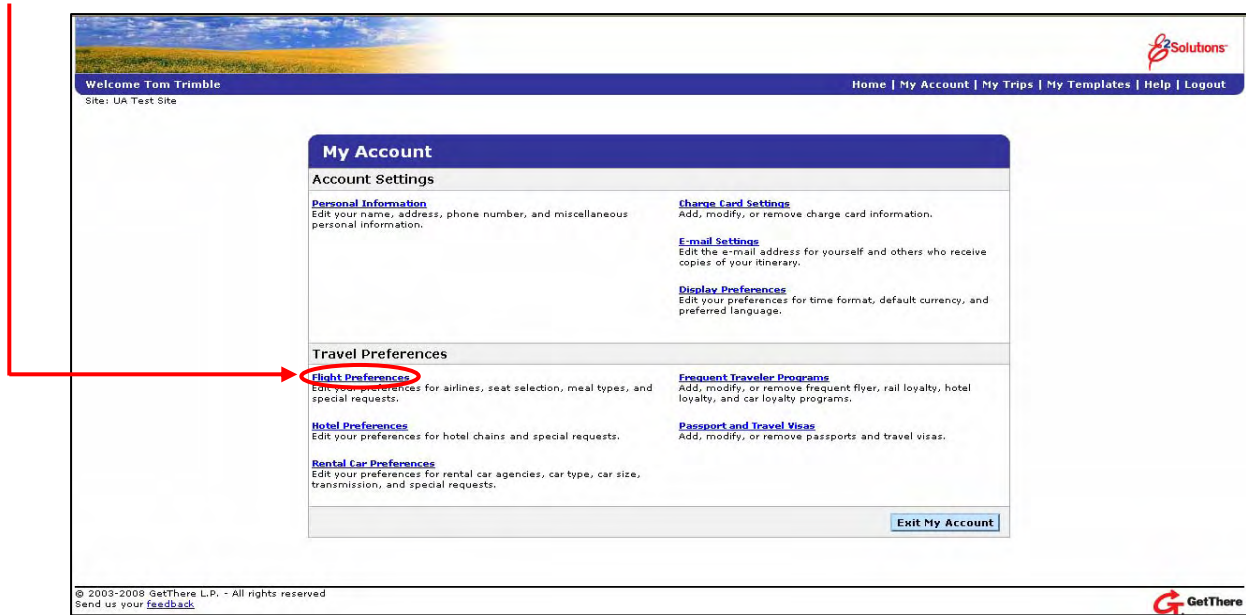 E2Solutions
Welcome Tom Trimble
Home | My Account | My Trips | My Templates | Help | Logout
Site: UA Test Site
My Account
Account Settings
Personal Information
Edit your name, address, phone number, and miscellaneous
personal information.
Charge Card Settings
Add, modify, or remove charge card information.
E-mail Settings
Edit the e-mail address for yourself and others who receive
copies of your itinerary.
Display Preferences
Edit your preferences for time format, default currency, and
preferred language.
Travel Preferences
Flight Preferences
Edit your preferences for airlines, seat selection, meal types, and
special requests.
Hotel Preferences
Edit your preferences for hotel chains and special requests.
Rental Car Preferences
Edit your preferences for rental car agencies, car type, car size,
transmission, and special requests.
Frequent Traveler Programs
Add, modify, or remove frequent flyer, rail loyalty, hotel
loyalty, and car loyalty programs.
Passport and Travel Visas
Add, modify, or remove passports and travel visas.
Exit My Account
© 2003-2008 GetThere L.P. - All rights reserved
Send us your feedback
GetThere